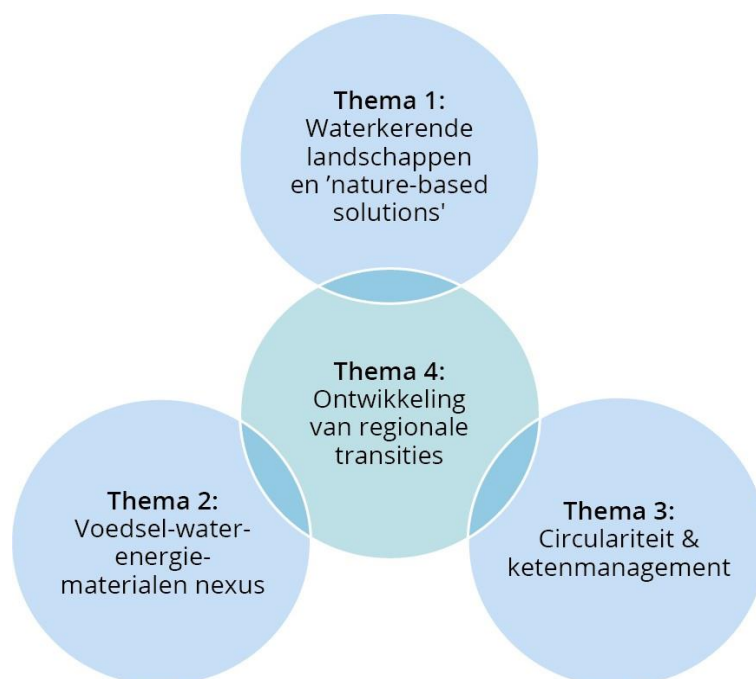 Thema 1:
Waterkerende
landschappen
en ’nature-based
solutions'
Thema 4:
Ontwikkeling
van regionale
transities
Thema 2:
Voedsel-water-
energie-
materialen nexus
Thema 3:
Circulariteit &
ketenmanagement